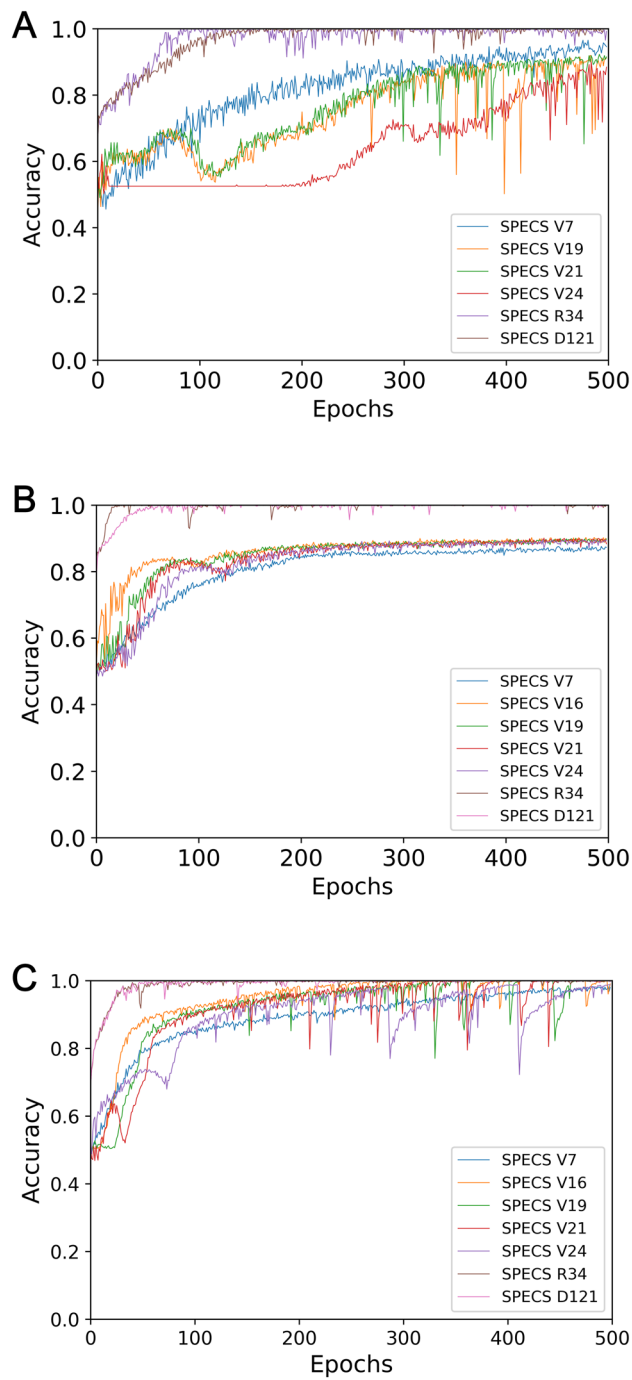 A
1.0
0.8
0.6
0.4
0.2
0.0
Accuracy
SPECS V7
SPECS V19
SPECS V21
SPECS V24
SPECS R34
SPECS D121
0 100 200 300 400 500
Epochs
B
1.0
0.8
0.6
0.4
0.2
0.0
Accuracy
SPECS V7
SPECS V16
SPECS V19
SPECS V21
SPECS V24
SPECS R34
SPECS D121
0 100 200 300 400 500
Epochs
C
1.0
0.8
0.6
0.4
0.2
0.0
Accuracy
SPECS V7
SPECS V16
SPECS V19
SPECS V21
SPECS V24
SPECS R34
SPECS D121
0 100 200 300 400 500
Epochs